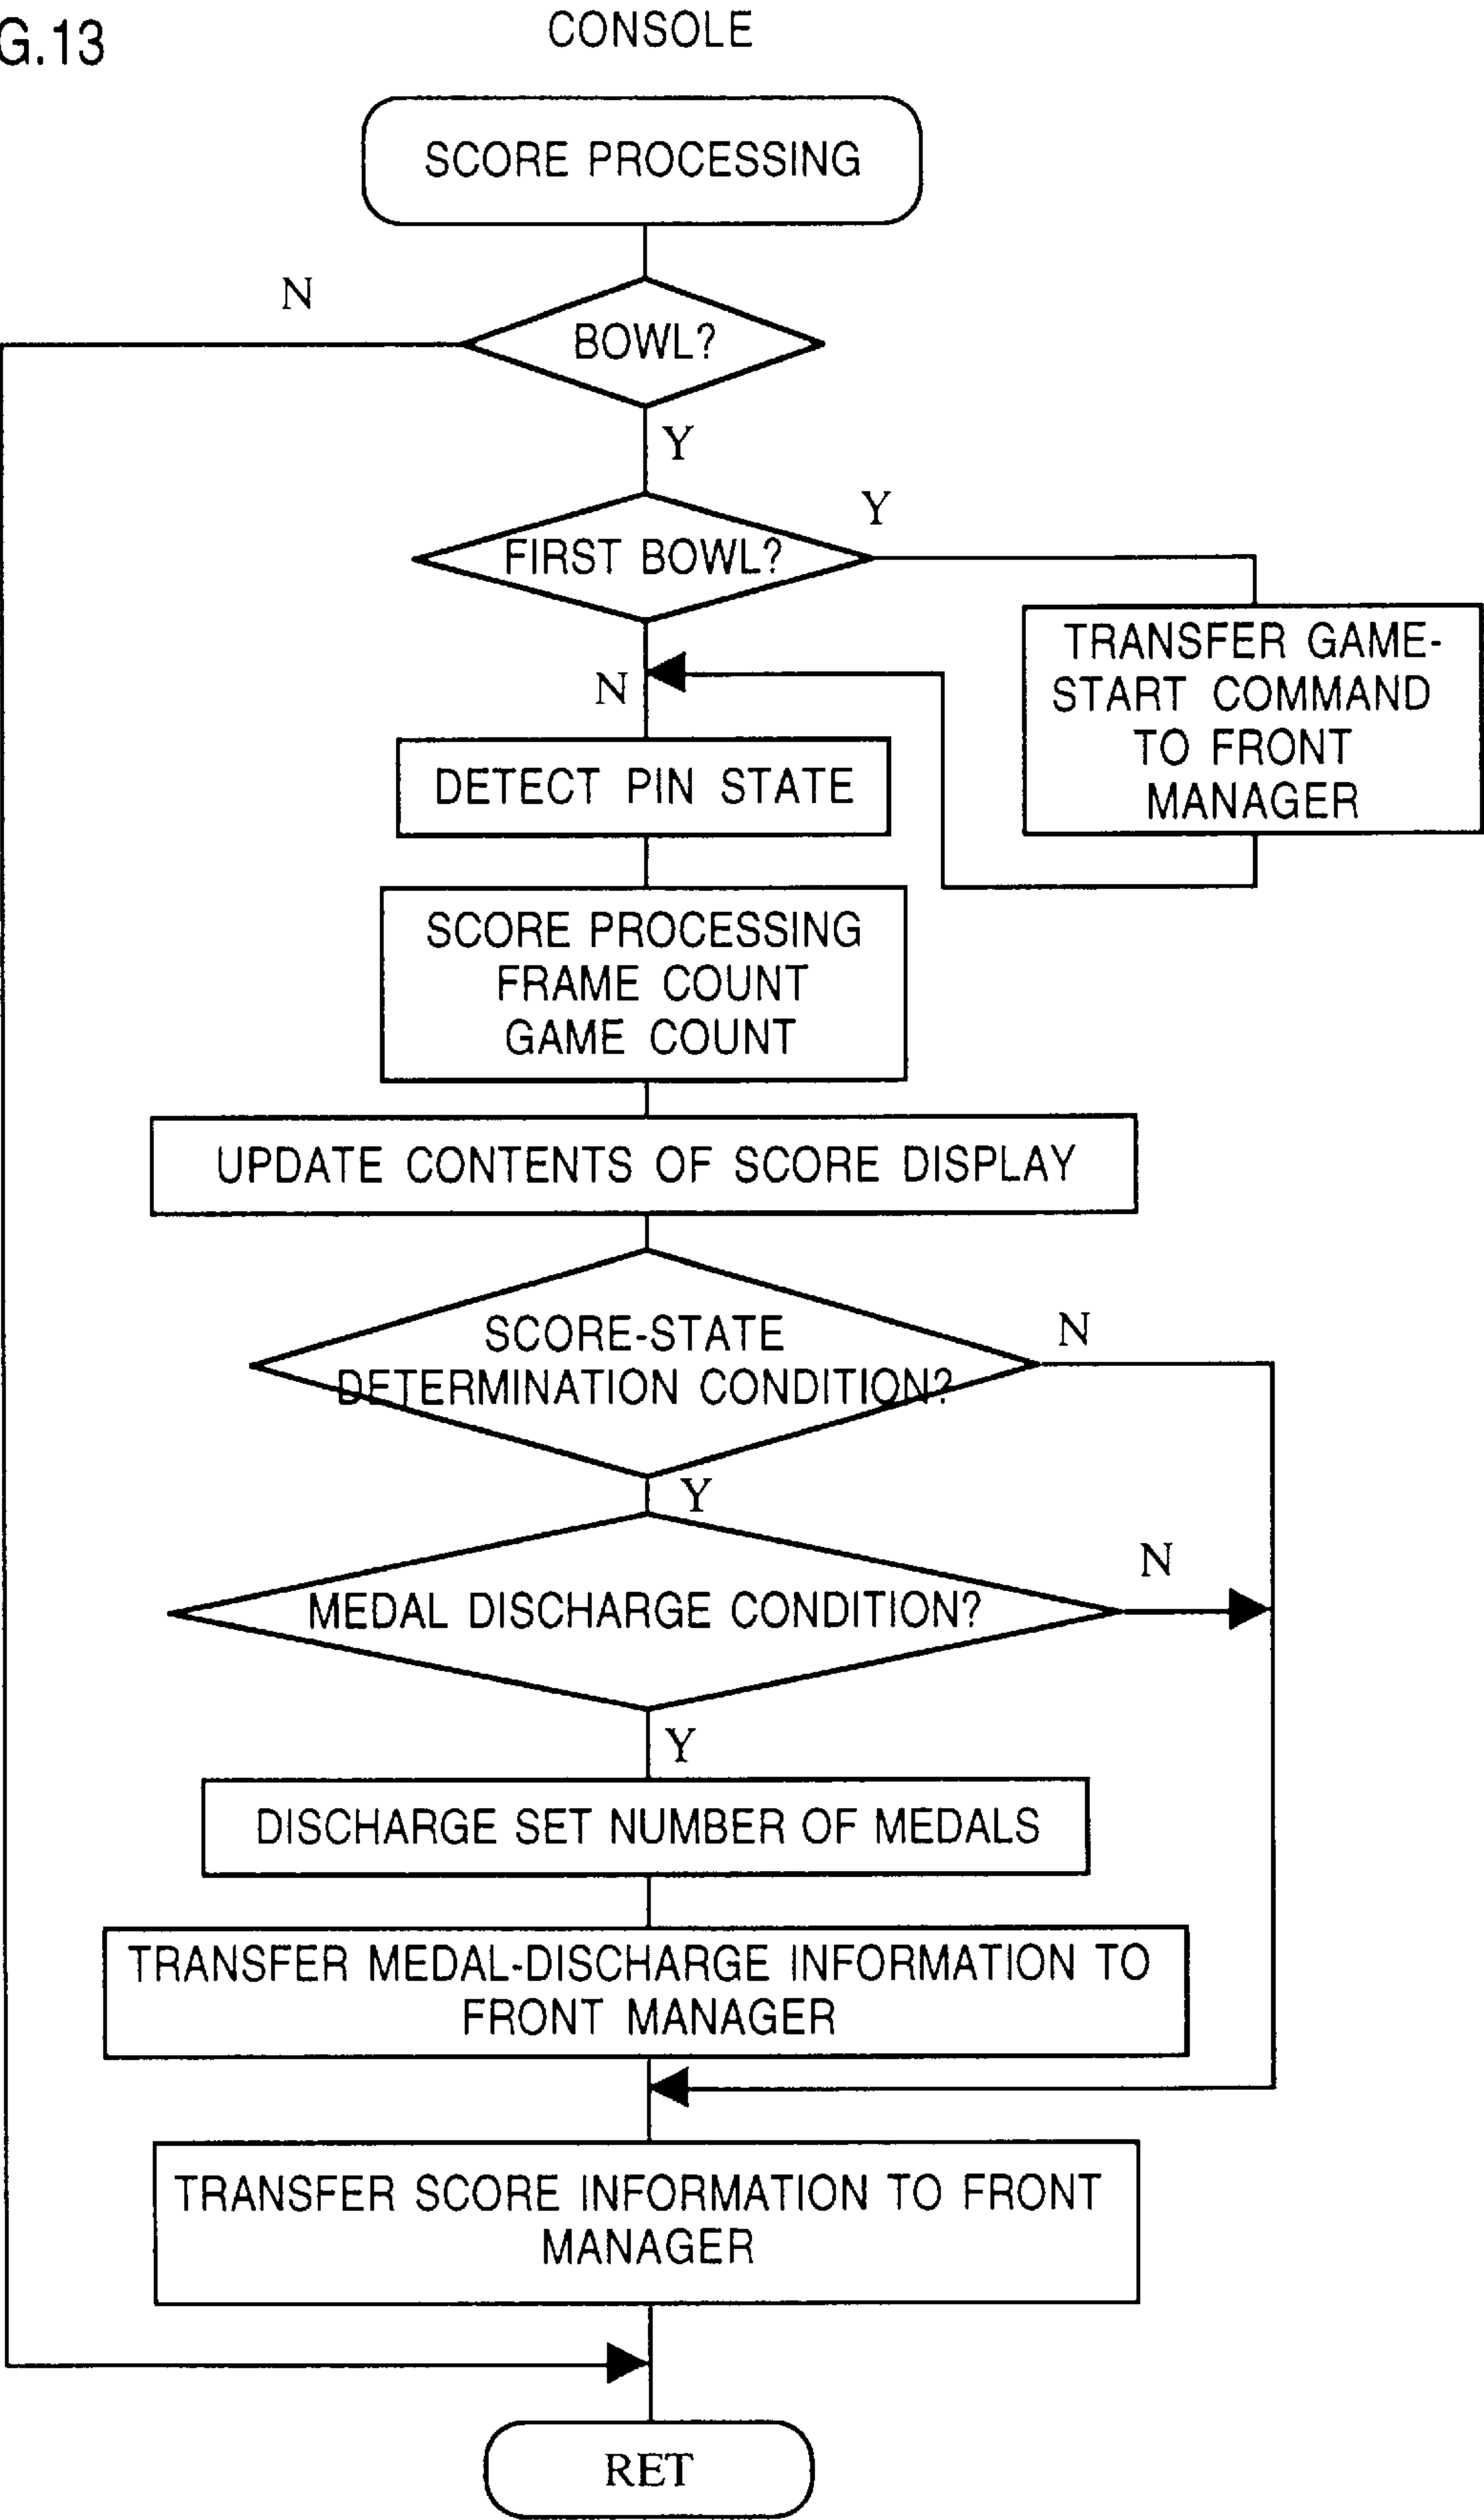 G.13
CONSOLE
SCORE PROCESSING
N
BOWL?
Y
FIRST BOWL?
Y
TRANSFER GAME-
START COMMAND
TO FRONT
MANAGER
N
DETECT PIN STATE
SCORE PROCESSING
FRAME COUNT
GAME COUNT
UPDATE CONTENTS OF SCORE DISPLAY
SCORE-STATE
DETERMINATION CONDITION?
N
Y
MEDAL DISCHARGE CONDITION?
N
Y
DISCHARGE SET NUMBER OF MEDALS
TRANSFER MEDAL-DISCHARGE INFORMATION TO
FRONT MANAGER
TRANSFER SCORE INFORMATION TO FRONT
MANAGER
RET